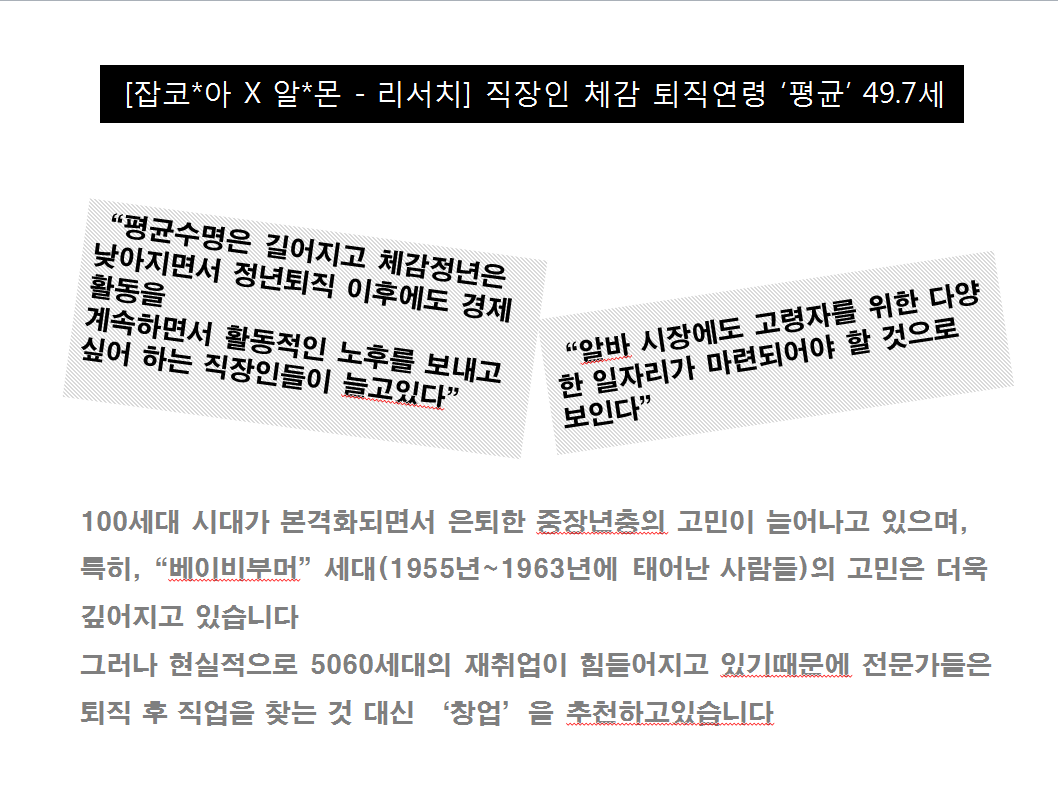 [잡코*아 X 알*몬 - 리서치] 직장인 체감 퇴직연령 ‘평균’ 49.7세
“평균수명은 길어지고 체감정년은
낮아지면서 정년퇴직 이후에도 경제
활동을
계속하면서 활동적인 노후를 보내고
싶어 하는 직장인들이 늘고있다”
“알바 시장에도 고령자를 위한 다양
한 일자리가 마련되어야 할 것으로
보인다”
100세대 시대가 본격화되면서 은퇴한 중장년층의 고민이 늘어나고 있으며,
특히, “베이비부머” 세대(1955년~1963년에 태어난 사람들)의 고민은 더욱
깊어지고 있습니다
그러나 현실적으로 5060세대의 재취업이 힘들어지고 있기때문에 전문가들은
퇴직 후 직업을 찾는 것 대신 ‘창업’ 을 추천하고있습니다